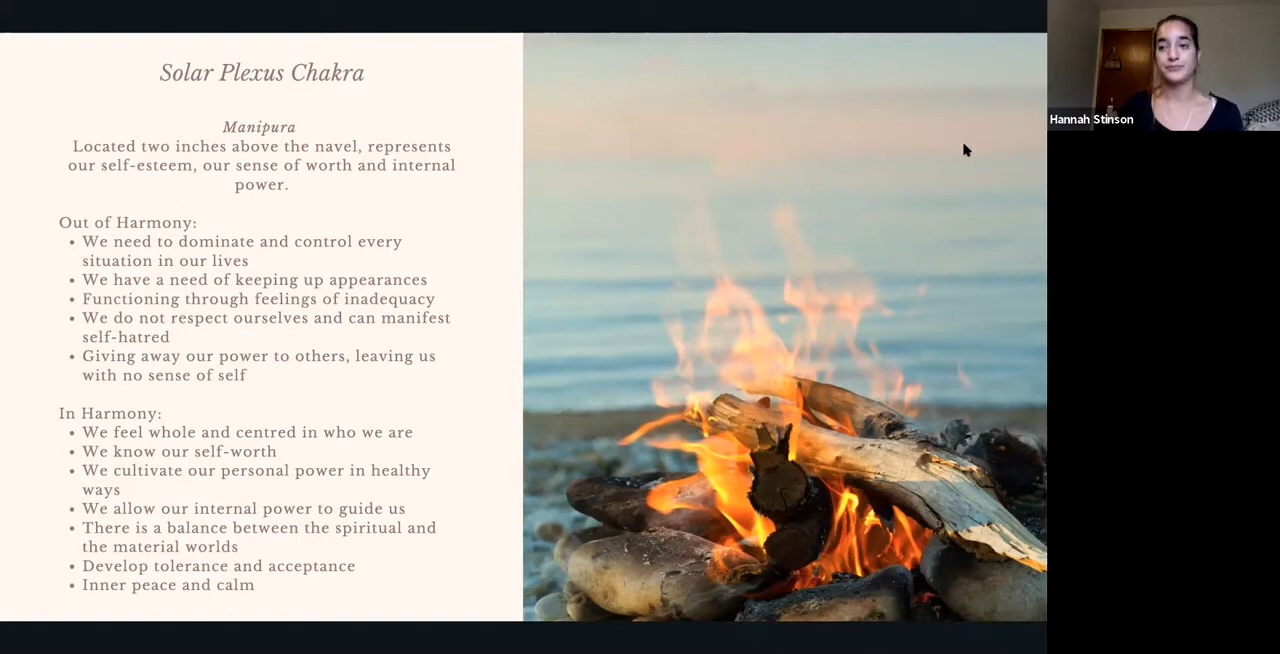 Solar Plexus Chakra
Manipura
Located two inches above the navel, represents
our self-esteem, our sense of worth and internal
power.
Out of Harmony:
• We need to dominate and control every
situation in our lives
• We have a need of keeping up appearances
• Functioning through feelings of inadequacy
• We do not respect ourselves and can manifest
self-hatred
• Giving away our power to others, leaving us
with no sense of self
In Harmony:
• We feel whole and centred in who we are
• We know our self-worth
• We cultivate our personal power in healthy
ways
• We allow our internal power to guide us
• There is a balance between the spiritual and
the material worlds
• Develop tolerance and acceptance
• Inner peace and calm
Hannah Stinson